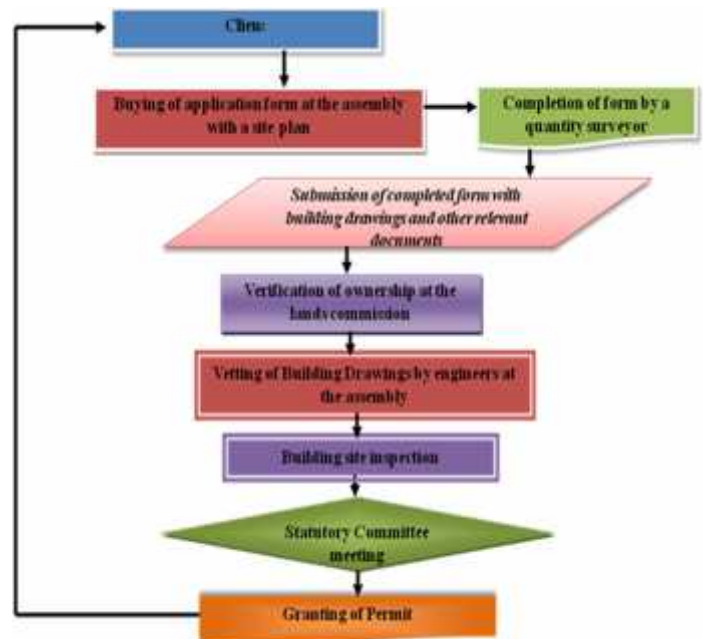 Client
Buying of application form at the assembly
with a site plan
Completion of form by a
quantity surveyor
Submission of completed form with
building drawings and other relevant
documents
Verification of ownership at the
lands commission
Vetting of Building Drawings by engineers at
the assembly
Building site inspection
Statutory Committee
meeting
Granting of Permit